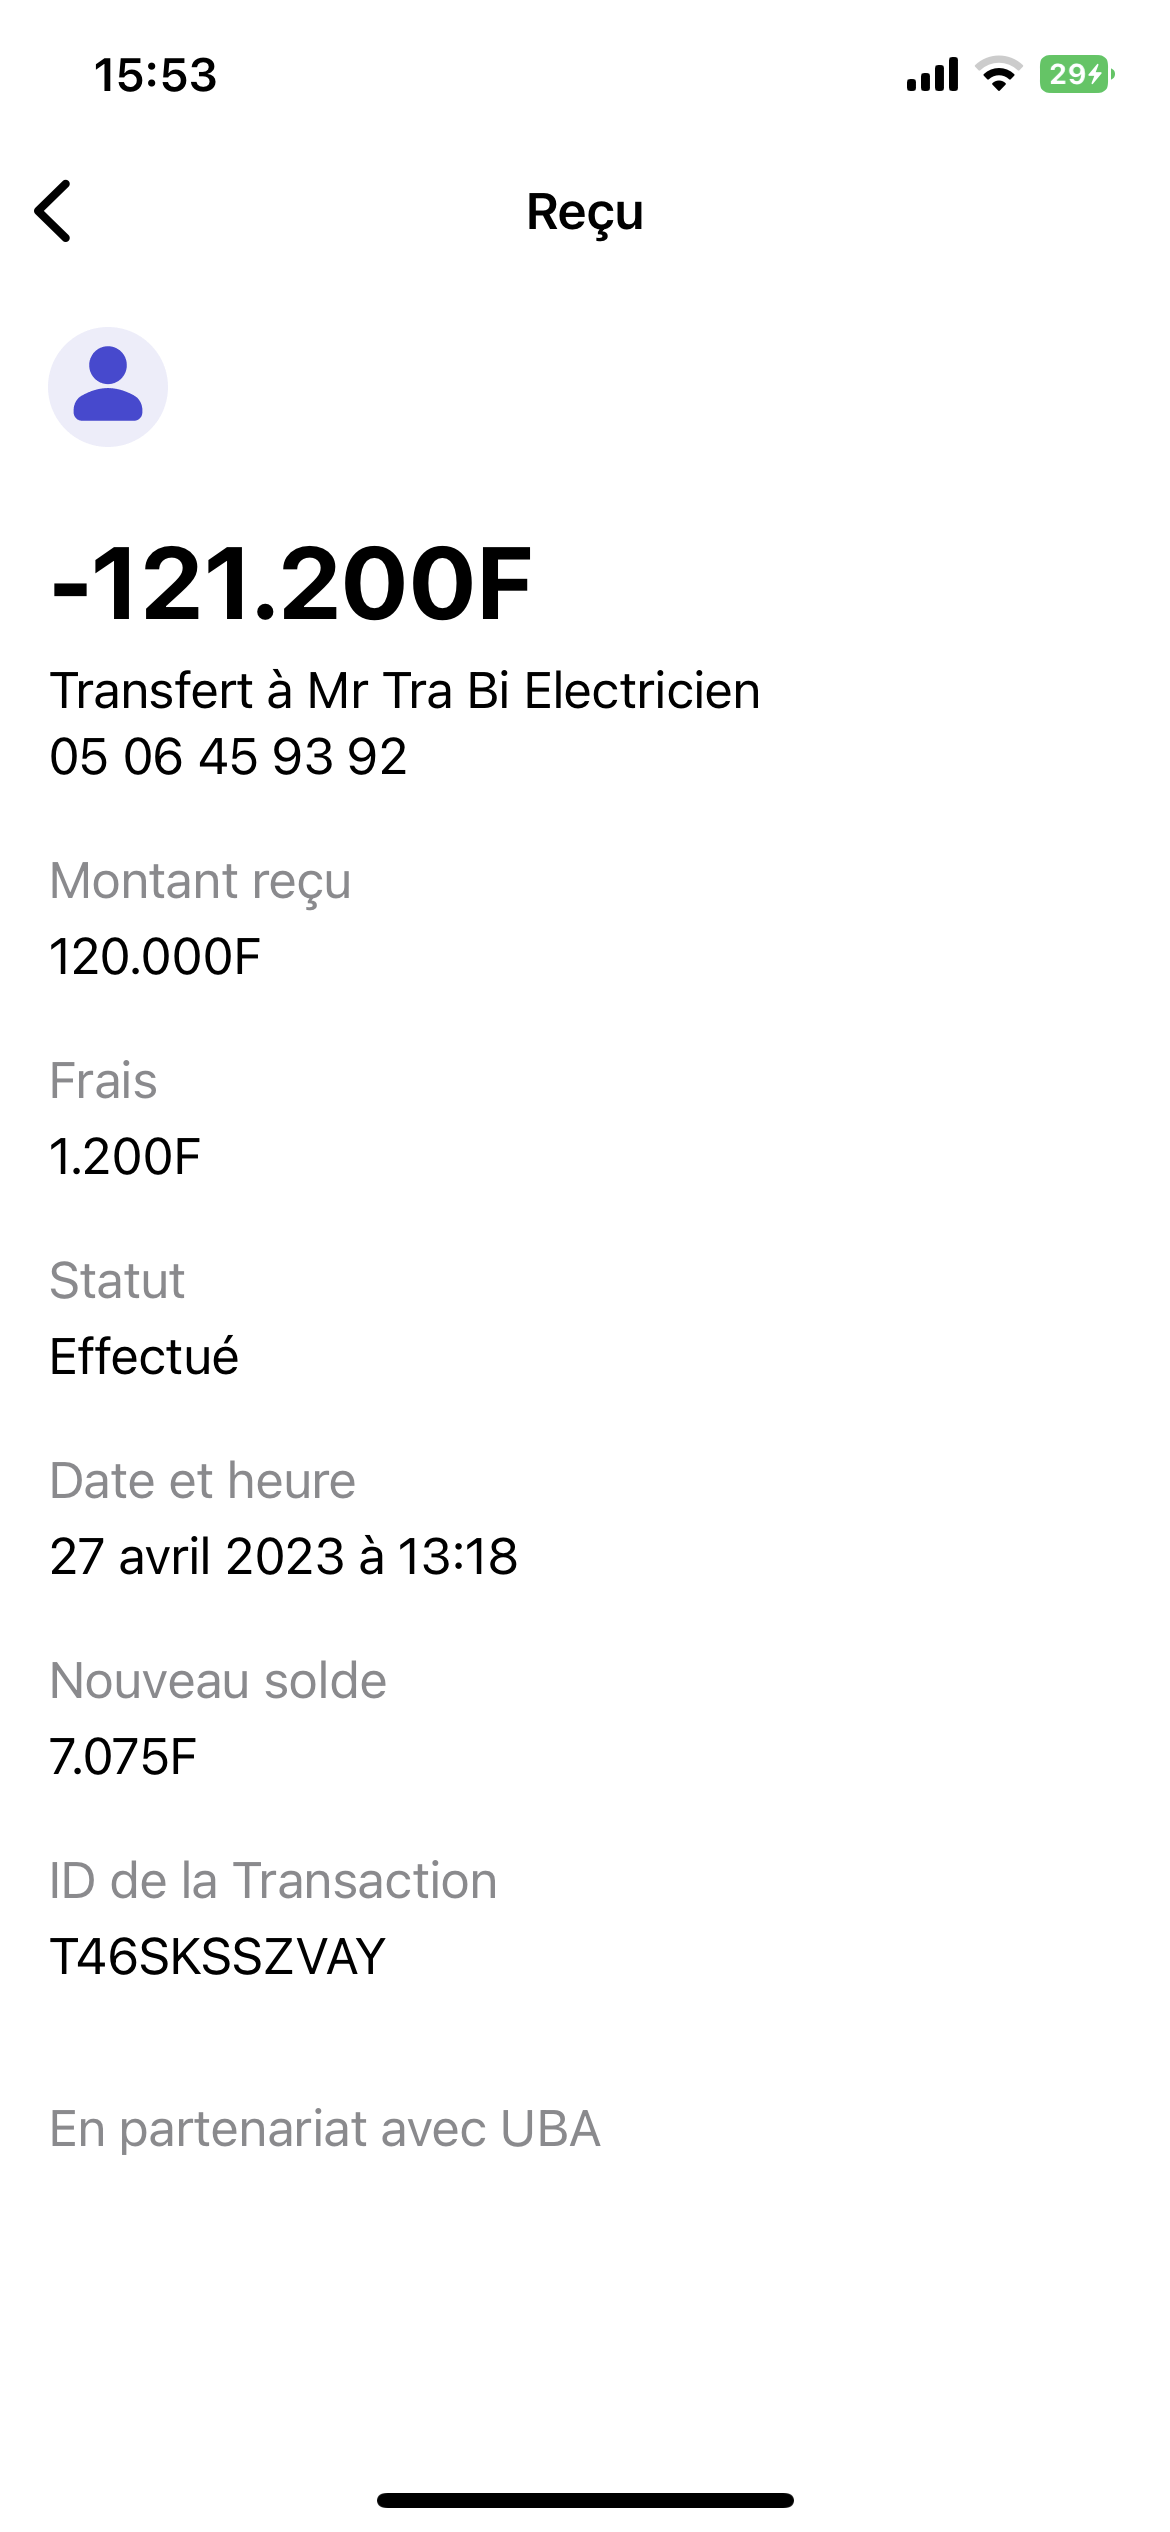 15:53
29
Reçu
-121.200F
Transfert à Mr Tra Bi Electricien
05 06 45 93 92
Montant reçu
120.000F
Frais
1.200F
Statut
Effectué
Date et heure
27 avril 2023 à 13:18
Nouveau solde
7.075F
ID de la Transaction
T46SKSSZVAY
En partenariat avec UBA